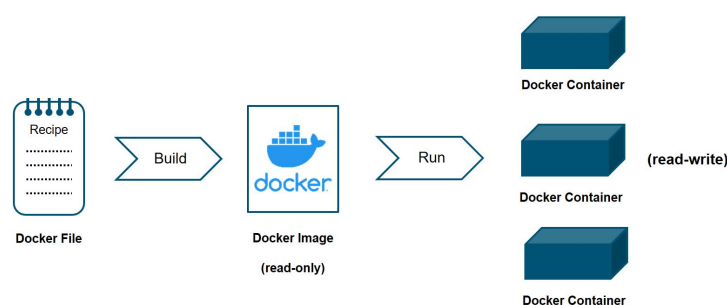 Recipe
Docker File
Build
docker
Docker Image
(read-only)
Run
Docker Container
Docker Container
(read-write)
Docker Container